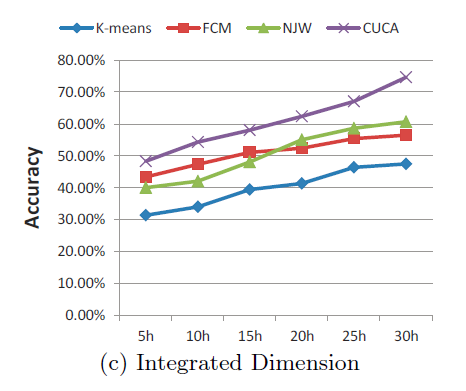 K-means FCM NJW CUCA
80.00%
70.00%
60.00%
50.00%
40.00%
30.00%
20.00%
10.00%
0.00%
Accuracy
5h 10h 15h 20h 25h 30h
(c) Integrated Dimension